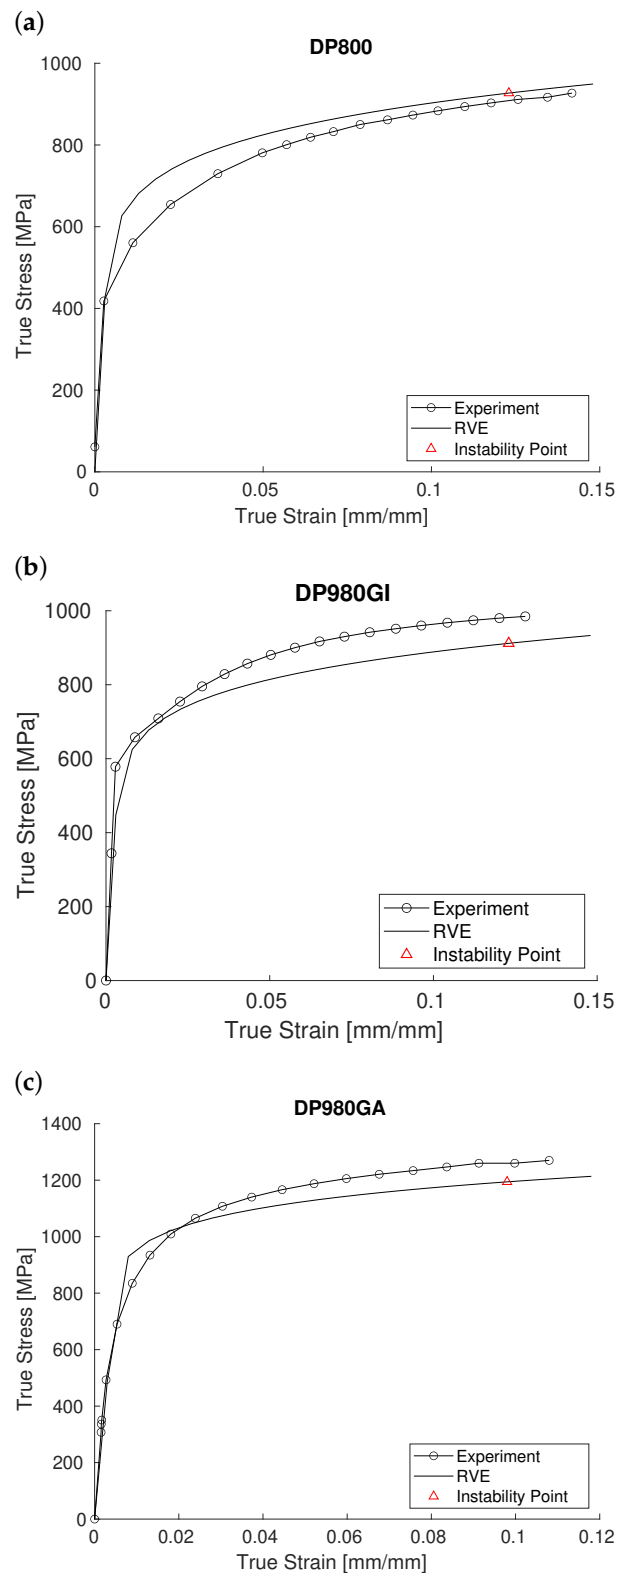 (a)
DP800
1000
800
600
400
200
0
True Stress [MPa]
Experiment
RVE
Instability Point
0 0.05 0.1 0.15
True Strain [mm/mm]
(b)
DP980GI
1000
800
600
400
200
0
True Stress [MPa]
Experiment
RVE
Instability Point
0 0.05 0.1 0.15
True Strain [mm/mm]
(c)
DP980GA
1400
1200
1000
800
600
400
200
0
True Stress [MPa]
Experiment
RVE
Instability Point
0 0.02 0.04 0.06 0.08 0.1 0.12
True Strain [mm/mm]